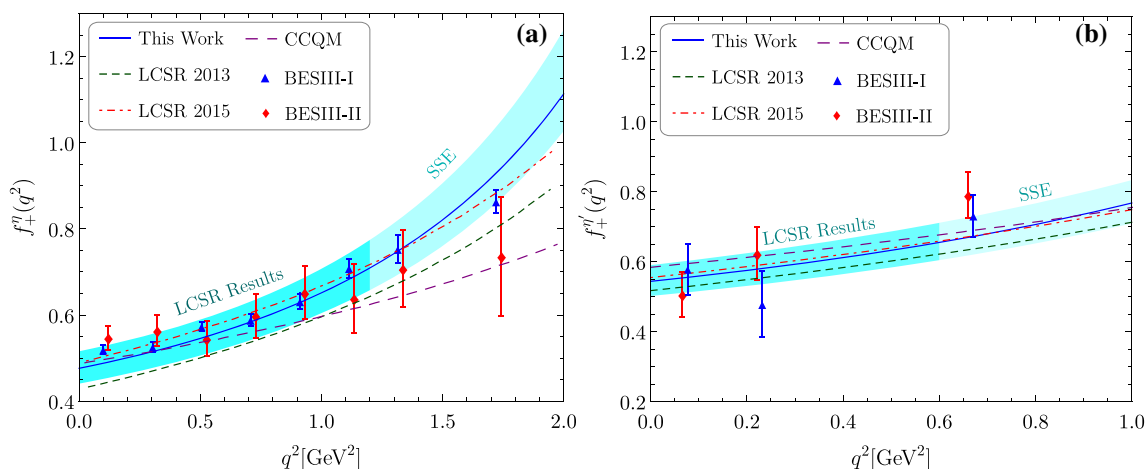 (a)
This Work
CCQM
LCSR 2013
BESIII-I
LCSR 2015
BESIII-II
SSE
LCSR Results
1.2
1.0
0.8
0.6
0.4
0.0 0.5 1.0 1.5 2.0
f₊^η(q²)
q²[GeV²]
(b)
This Work
CCQM
LCSR 2013
BESIII-I
LCSR 2015
BESIII-II
LCSR Results
SSE
1.2
1.0
0.8
0.6
0.4
0.2
0.0 0.2 0.4 0.6 0.8 1.0
f₊^η′(q²)
q²[GeV²]